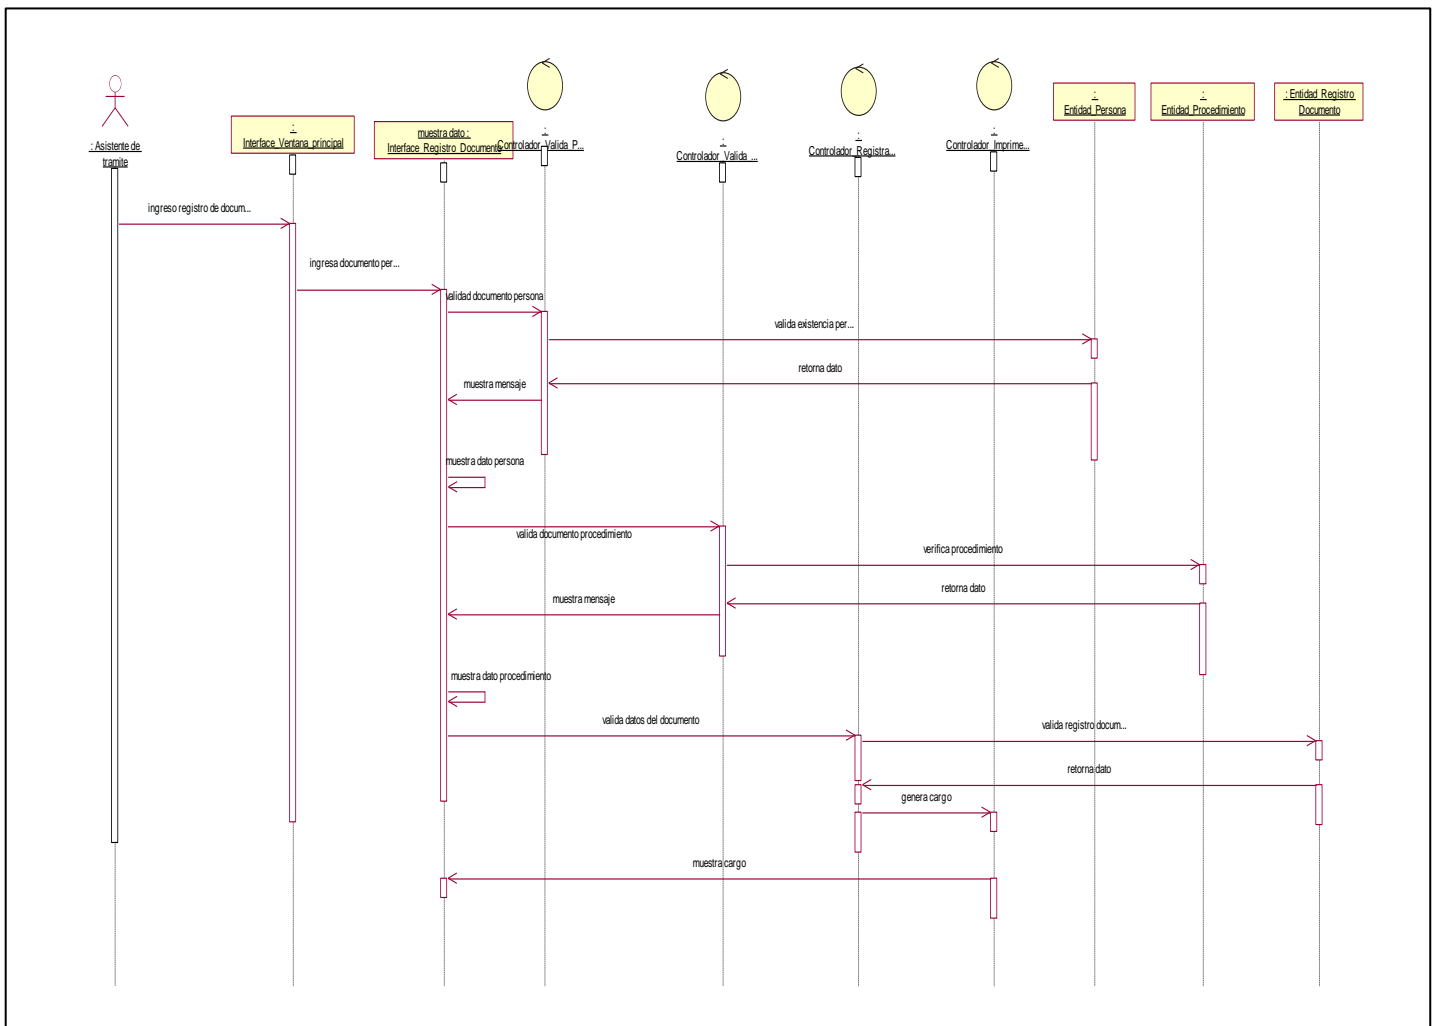 : Asistente de
tramite
:
Interface_Ventana_principal
muestra dato :
Interface_Registro_Documento
:
Controlador_Valida_P...
:
Controlador_Valida_...
:
Controlador_Registra...
:
Controlador_Imprime...
:
Entidad_Persona
:
Entidad_Procedimiento
: Entidad_Registro
Documento
ingreso registro de docum...
ingresa documento per...
validad documento persona
valida existencia per...
retorna dato
muestra mensaje
muestra dato persona
valida documento procedimiento
verifica procedimiento
retorna dato
muestra mensaje
muestra dato procedimiento
valida datos del documento
valida registro docum...
retorna dato
genera cargo
muestra cargo